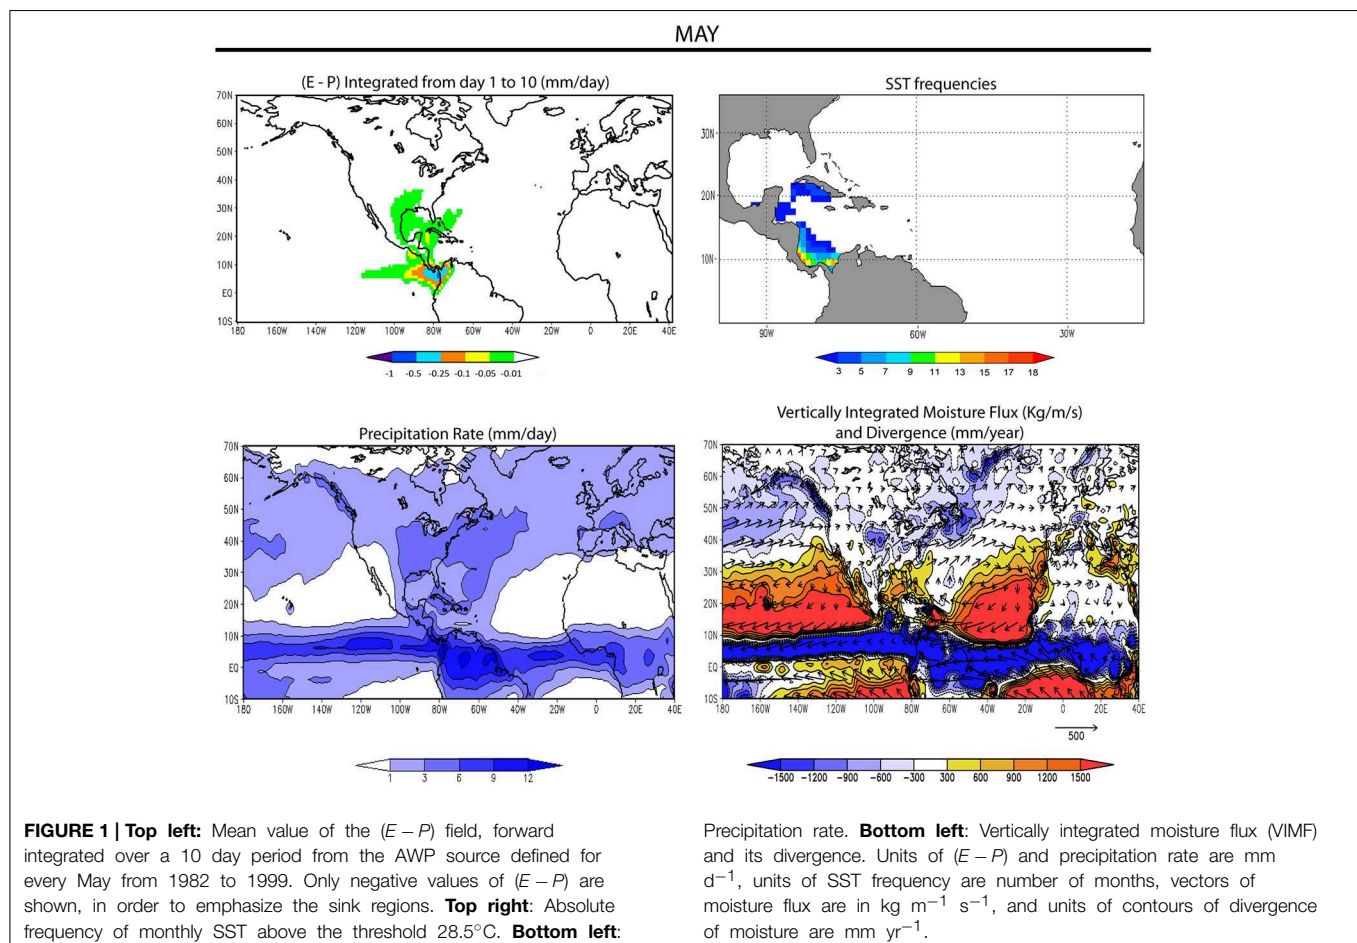 MAY
(E - P) Integrated from day 1 to 10 (mm/day)
70N
60N
50N
40N
30N
20N
10N
EQ
10S
180 160W 140W 120W 100W 80W 60W 40W 20W 0 20E 40E
-1 -0.5 -0.25 -0.1 -0.05 -0.01
SST frequencies
30N
20N
10N
90W 60W 30W
3 5 7 9 11 13 15 17 18
Precipitation Rate (mm/day)
70N
60N
50N
40N
30N
20N
10N
EQ
10S
180 160W 140W 120W 100W 80W 60W 40W 20W 0 20E 40E
1 3 6 9 12
Vertically Integrated Moisture Flux (Kg/m/s)
and Divergence (mm/year)
70N
60N
50N
40N
30N
20N
10N
EQ
10S
180 160W 140W 120W 100W 80W 60W 40W 20W 0 20E 40E
500
−1500 −1200 −900 −600 −300 300 600 900 1200 1500
FIGURE 1 | Top left: Mean value of the (E − P) field, forward
integrated over a 10 day period from the AWP source defined for
every May from 1982 to 1999. Only negative values of (E − P) are
shown, in order to emphasize the sink regions. Top right: Absolute
frequency of monthly SST above the threshold 28.5°C. Bottom left:
Precipitation rate. Bottom left: Vertically integrated moisture flux (VIMF)
and its divergence. Units of (E − P) and precipitation rate are mm
d−1, units of SST frequency are number of months, vectors of
moisture flux are in kg m−1 s−1, and units of contours of divergence
of moisture are mm yr−1.